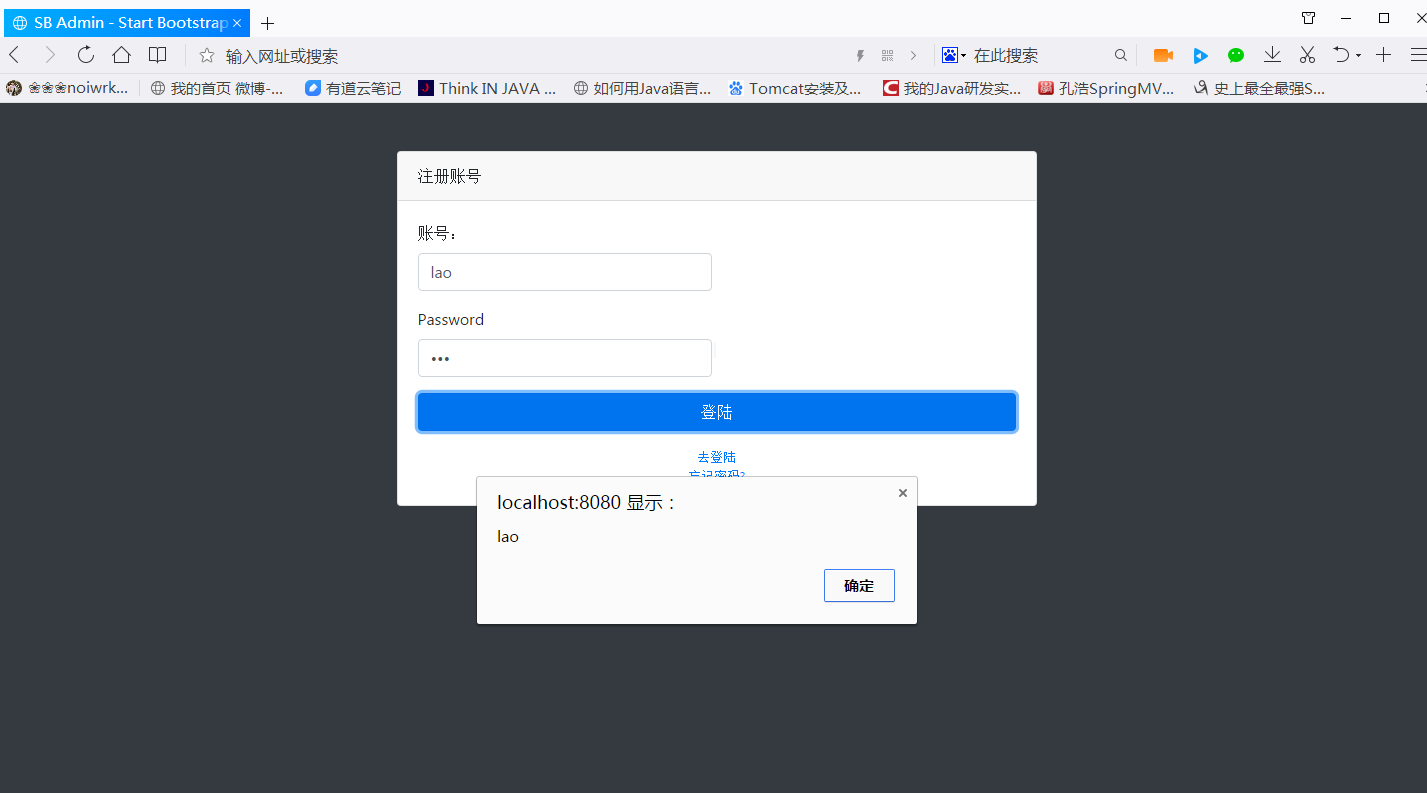 SB Admin - Start Bootstrap
输入网址或搜索
在此搜索
❀❀❀noiwrk...
我的首页 微博-...
有道云笔记
Think IN JAVA ...
如何用Java语言...
Tomcat安装及...
我的Java研发实...
孔浩SpringMV...
史上最全最强S...
注册账号
账号：
lao
Password
•••
登陆
去登陆
忘记密码?
localhost:8080 显示：
lao
确定